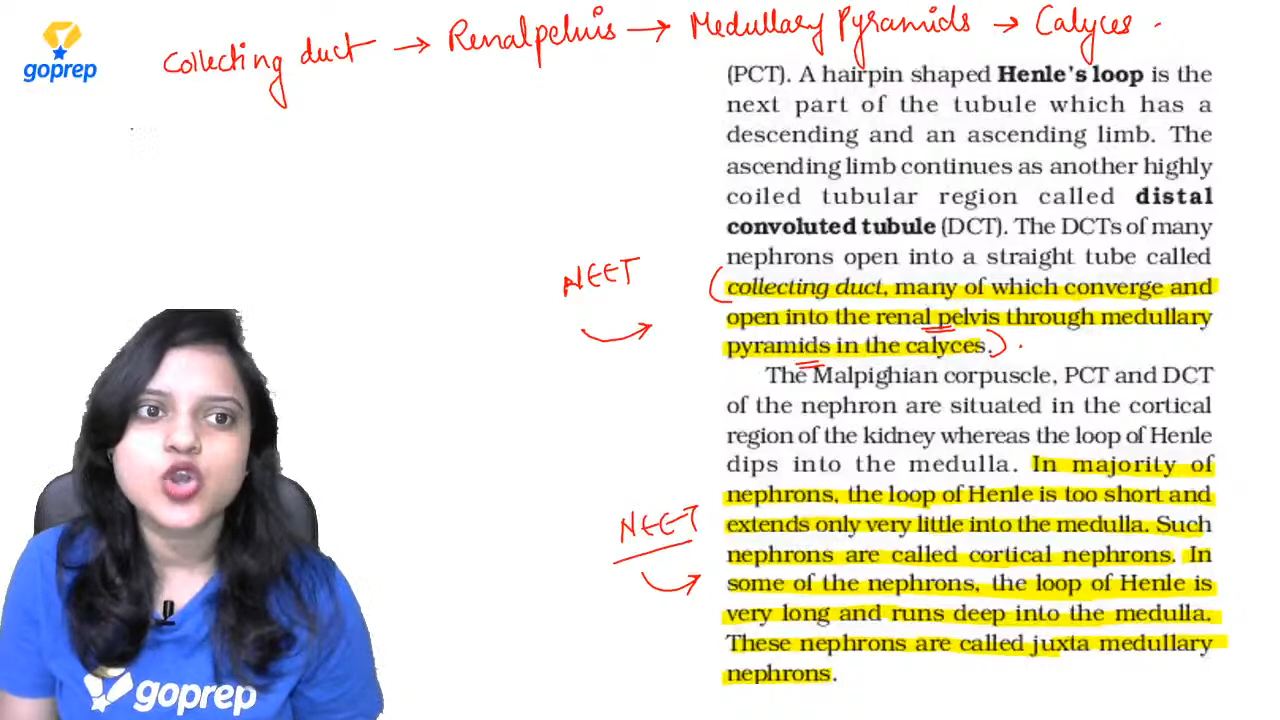 Collecting duct → Renal pelvis → Medullary Pyramids → Calyces .
goprep
(PCT). A hairpin shaped Henle's loop is the
next part of the tubule which has a
descending and an ascending limb. The
ascending limb continues as another highly
coiled tubular region called distal
convoluted tubule (DCT). The DCTs of many
nephrons open into a straight tube called
NEET
collecting duct, many of which converge and
open into the renal pelvis through medullary
pyramids in the calyces.
The Malpighian corpuscle, PCT and DCT
of the nephron are situated in the cortical
region of the kidney whereas the loop of Henle
dips into the medulla. In majority of
nephrons, the loop of Henle is too short and
NEET
extends only very little into the medulla. Such
nephrons are called cortical nephrons. In
some of the nephrons, the loop of Henle is
very long and runs deep into the medulla.
These nephrons are called juxta medullary
nephrons.
goprep